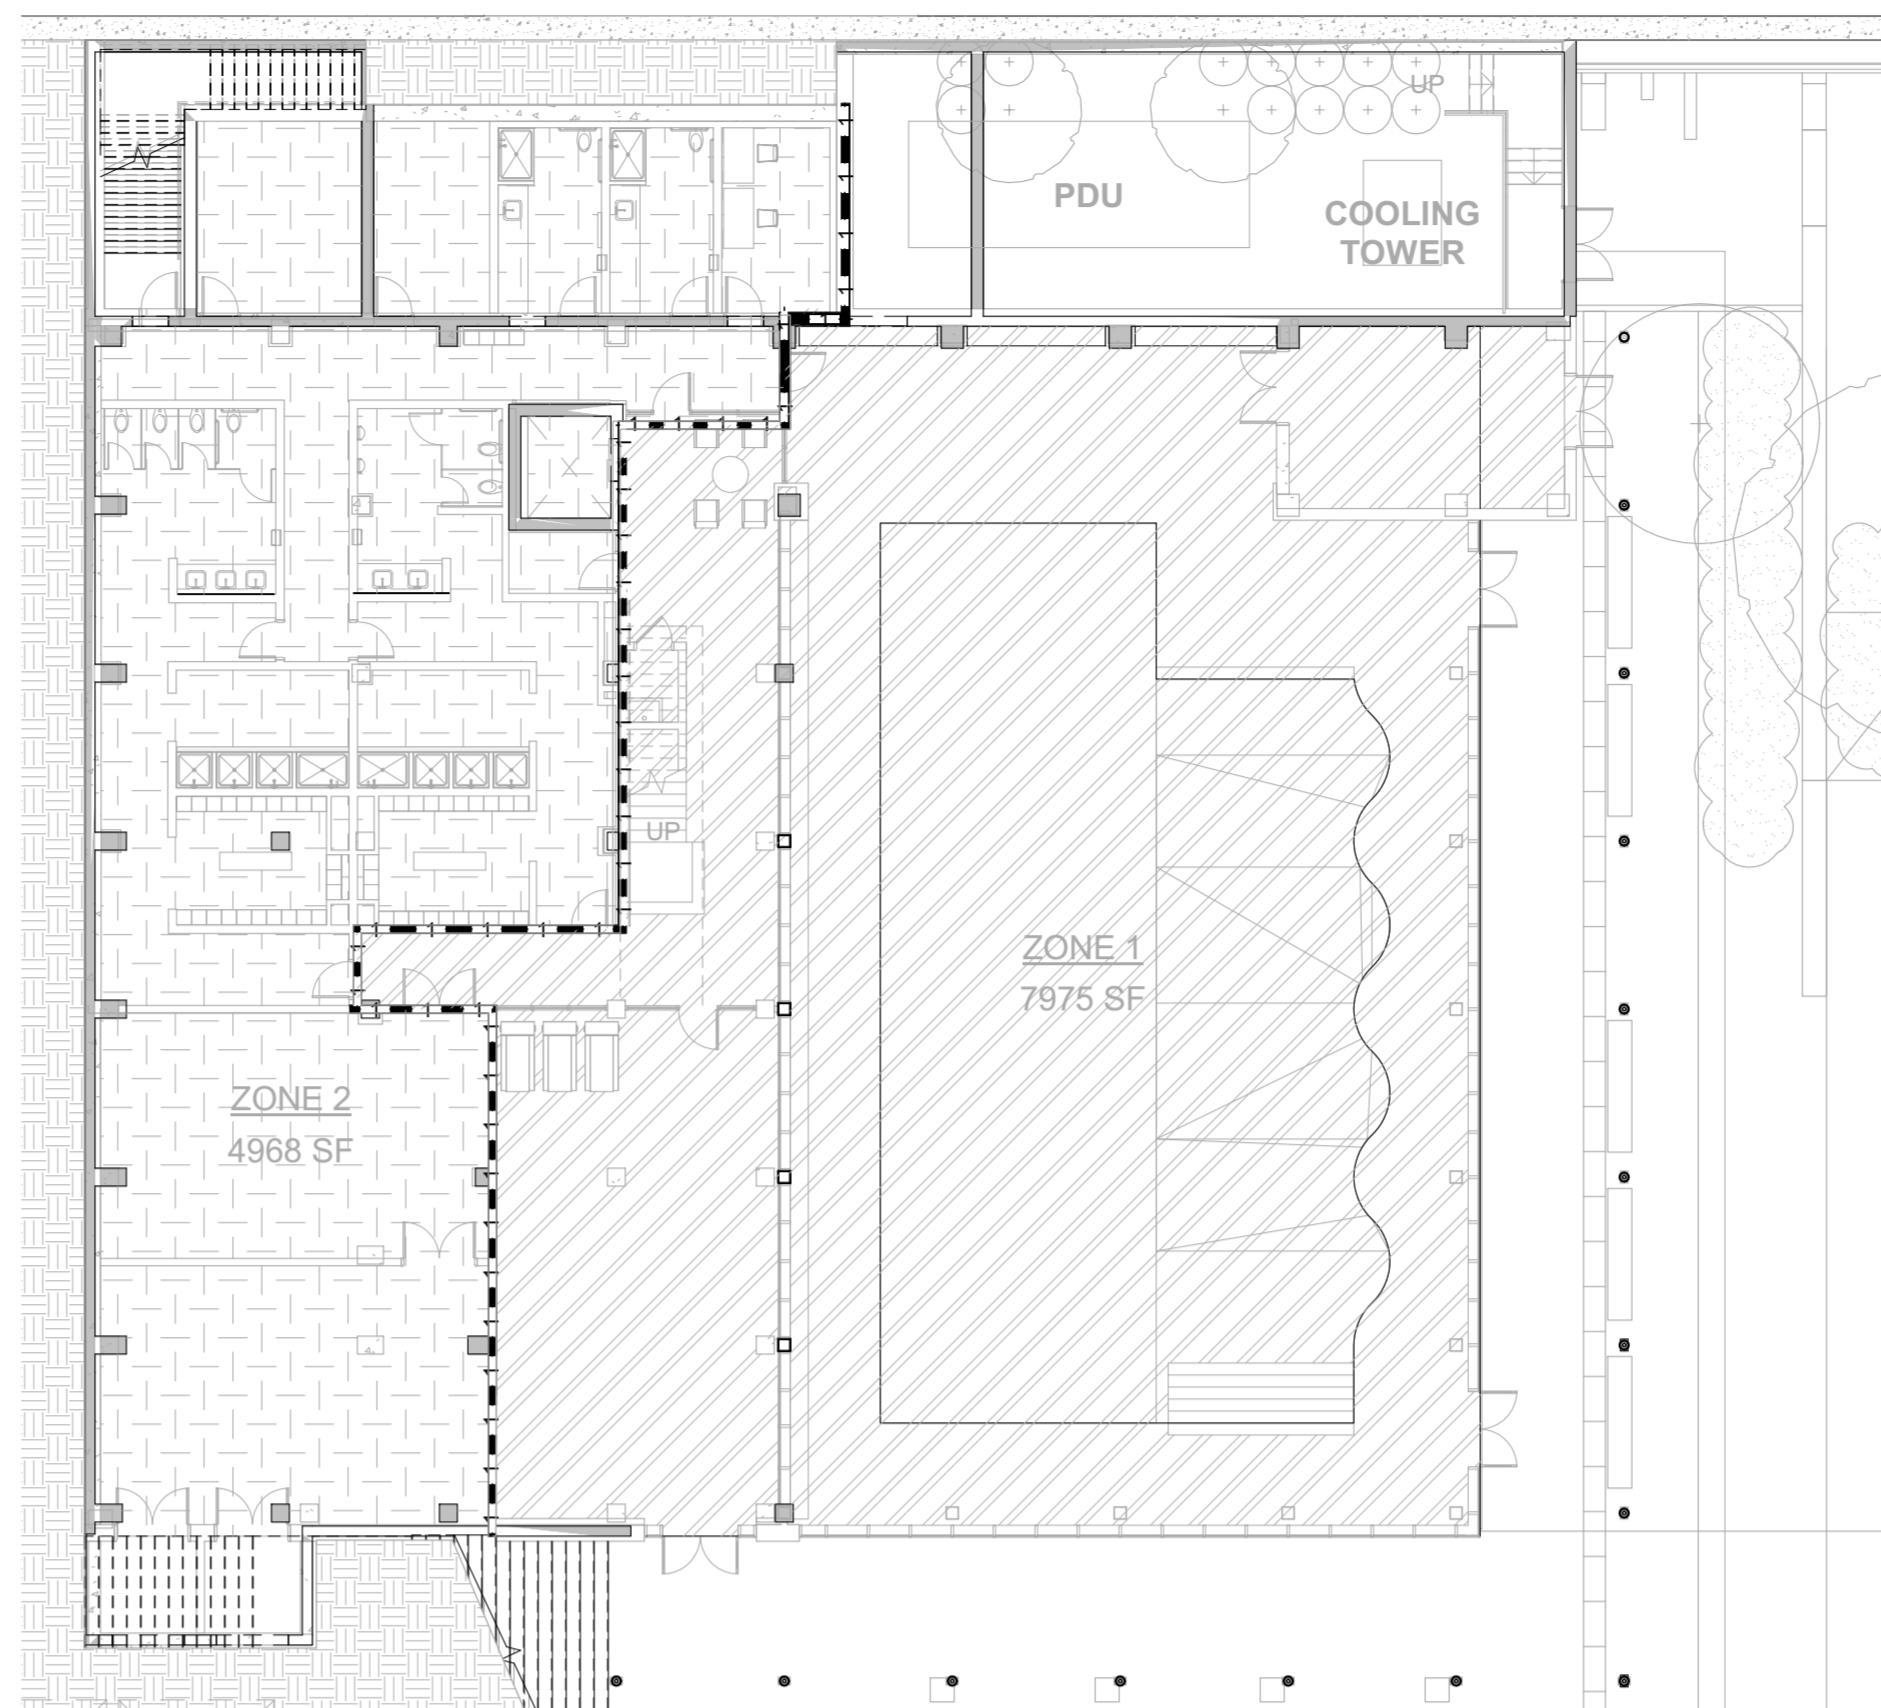 UP
PDU
COOLING
TOWER
UP
ZONE 1
7975 SF
ZONE 2
4968 SF